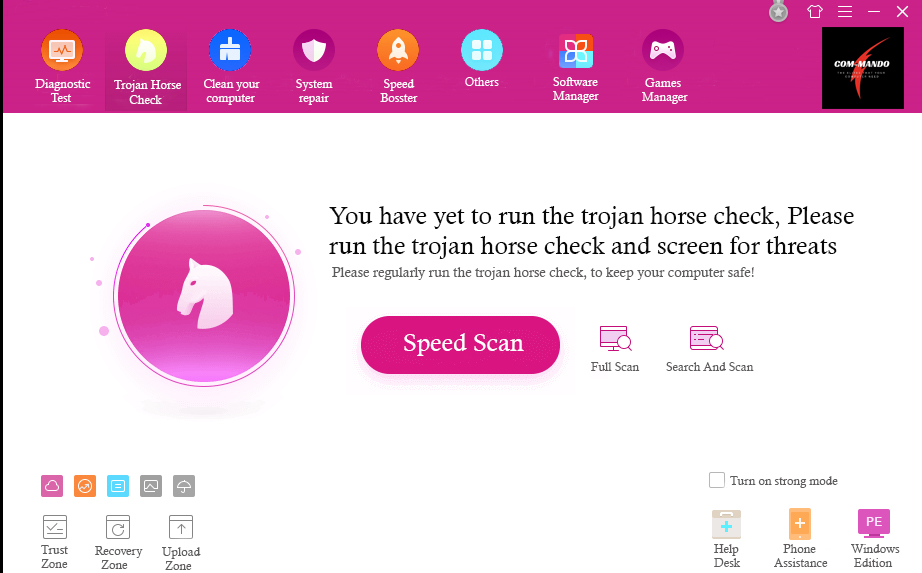 Diagnostic
Test
Trojan Horse
Check
Clean your
computer
System
repair
Speed
Bosster
Others
Software
Manager
Games
Manager
COM-MANDO
You have yet to run the trojan horse check, Please
run the trojan horse check and screen for threats
Please regularly run the trojan horse check, to keep your computer safe!
Speed Scan
Full Scan
Search And Scan
Turn on strong mode
Trust
Zone
Recovery
Zone
Upload
Zone
Help
Desk
Phone
Assistance
PE
Windows
Edition